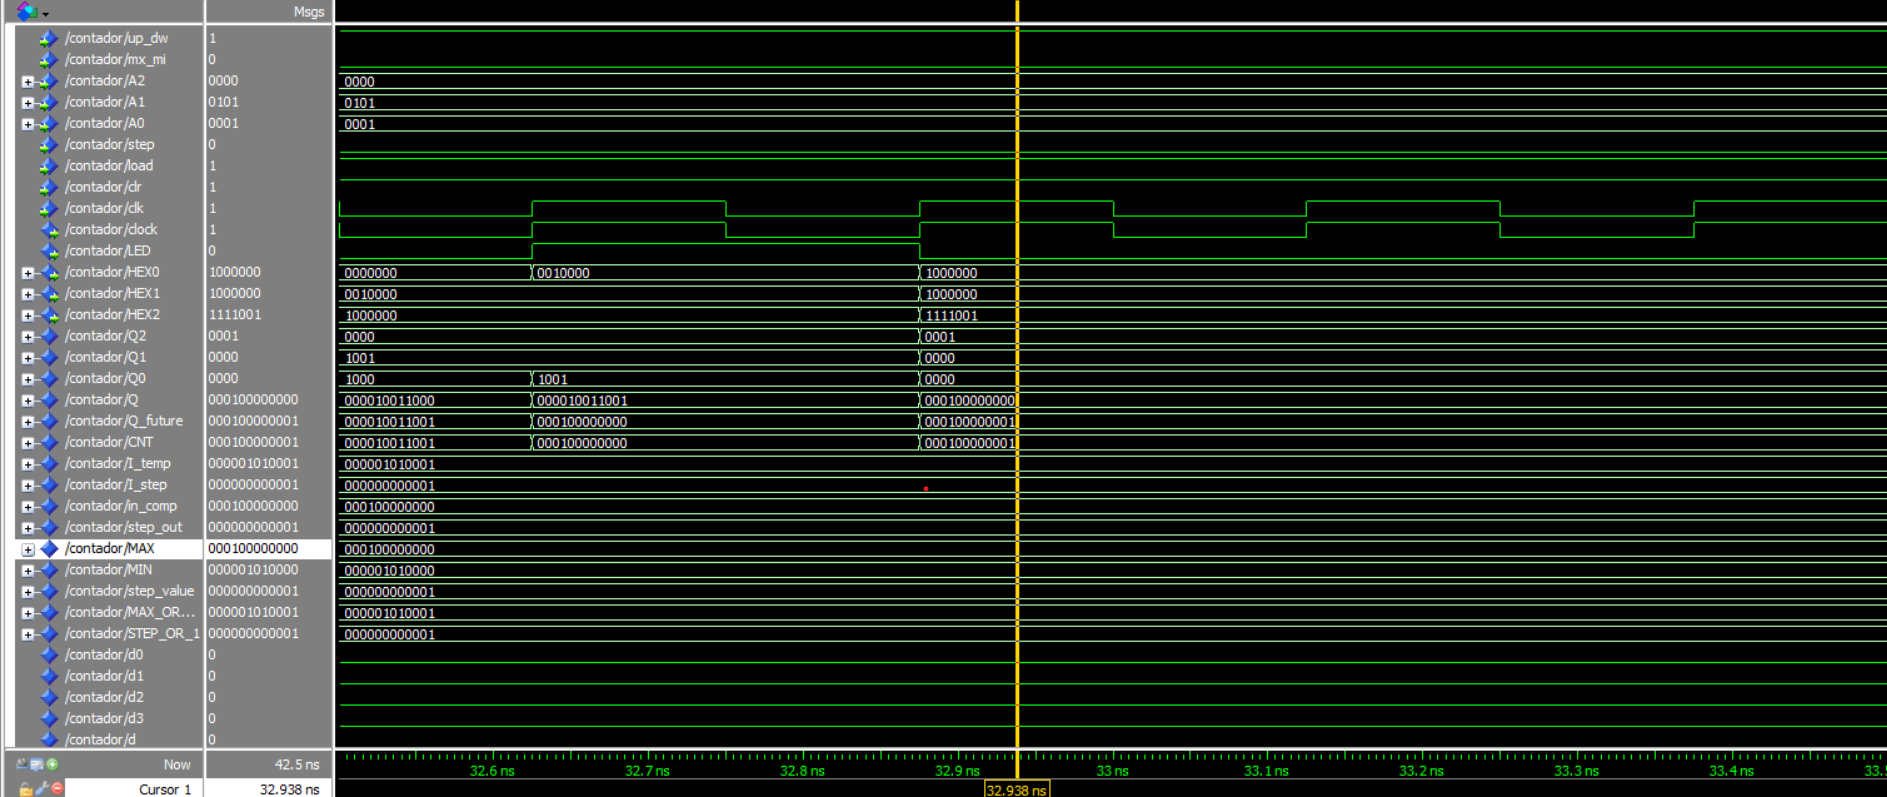 Msgs
/contador/up_dw 1
/contador/mx_mi 0
/contador/A2 0000 0000
/contador/A1 0101 0101
/contador/A0 0001 0001
/contador/step 0
/contador/load 1
/contador/clr 1
/contador/clk 1
/contador/clock 1
/contador/LED 0
/contador/HEX0 1000000 0000000 0010000 1000000
/contador/HEX1 1000000 0010000 1000000
/contador/HEX2 1111001 1000000 1111001
/contador/Q2 0001 0000 0001
/contador/Q1 0000 1001 0000
/contador/Q0 0000 1000 1001 0000
/contador/Q 000100000000 000010011000 000010011001 000100000000
/contador/Q_future 000100000001 000010011001 000100000000 000100000001
/contador/CNT 000100000001 000010011001 000100000000 000100000001
/contador/I_temp 000001010001 000001010001
/contador/I_step 000000000001 000000000001
/contador/in_comp 000100000000 000100000000
/contador/step_out 000000000001 000000000001
/contador/MAX 000100000000 000100000000
/contador/MIN 000001010000 000001010000
/contador/step_value 000000000001 000000000001
/contador/MAX_OR... 000001010001 000001010001
/contador/STEP_OR_1 000000000001 000000000001
/contador/d0 0
/contador/d1 0
/contador/d2 0
/contador/d3 0
/contador/d 0
Now 42.5 ns 32.6 ns 32.7 ns 32.8 ns 32.9 ns 33 ns 33.1 ns 33.2 ns 33.3 ns 33.4 ns
Cursor 1 32.938 ns 32.938 ns